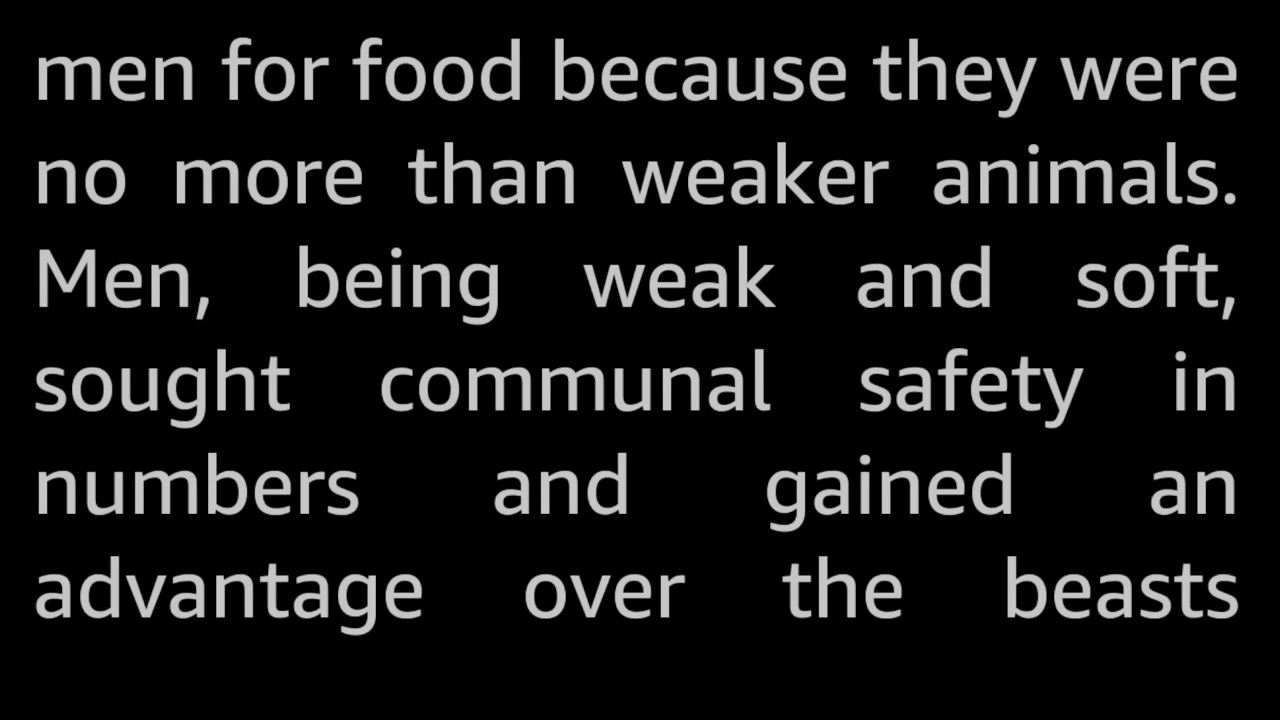 men for food because they were
no more than weaker animals.
Men, being weak and soft,
sought communal safety in
numbers and gained an
advantage over the beasts